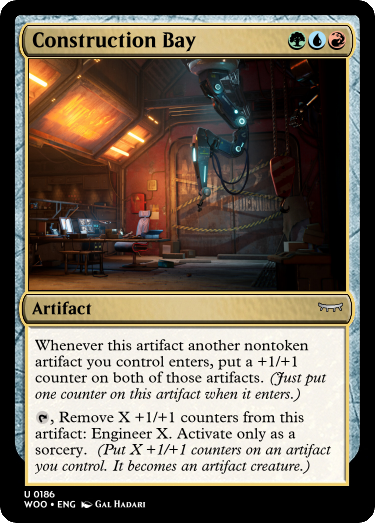 Construction Bay
Artifact
Whenever this artifact another nontoken
artifact you control enters, put a +1/+1
counter on both of those artifacts. (Just put
one counter on this artifact when it enters.)
, Remove X +1/+1 counters from this
artifact: Engineer X. Activate only as a
sorcery. (Put X +1/+1 counters on an artifact
you control. It becomes an artifact creature.)
U 0186
WOO • ENG Gal Hadari